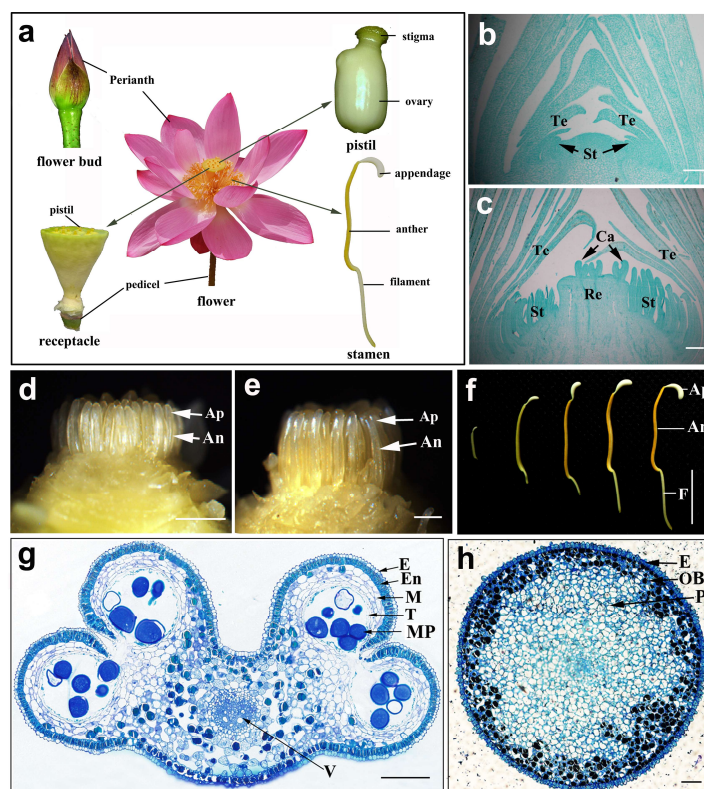 a
Perianth
flower bud
stigma
ovary
pistil
appendage
anther
filament
stamen
pistil
pedicel
receptacle
flower
b
Te
Te
St
c
Te
Ca
Te
Re
St
St
d
Ap
An
e
Ap
An
f
Ap
An
F
g
E
En
M
T
MP
V
h
E
OB
P